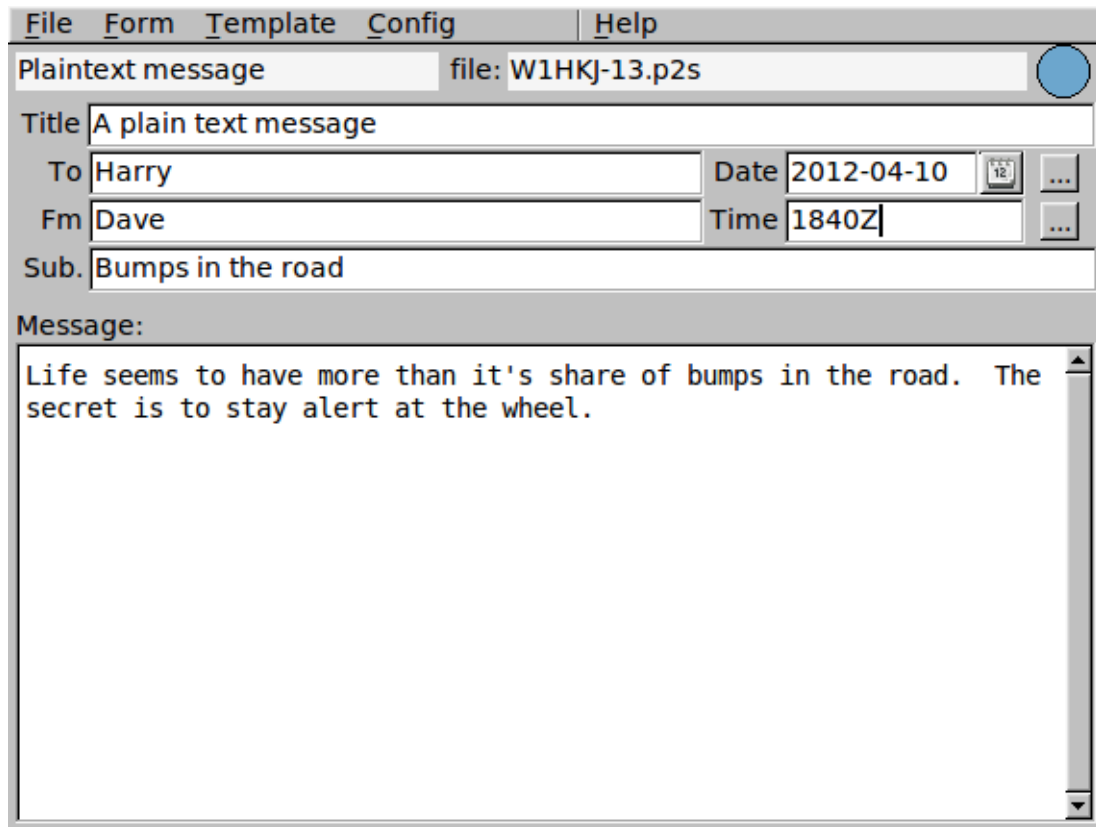 File Form Template Config Help
Plaintext message file: W1HKJ-13.p2s
Title A plain text message
To Harry Date 2012-04-10 12 ...
Fm Dave Time 1840Z ...
Sub. Bumps in the road
Message:
Life seems to have more than it's share of bumps in the road.  The
secret is to stay alert at the wheel.